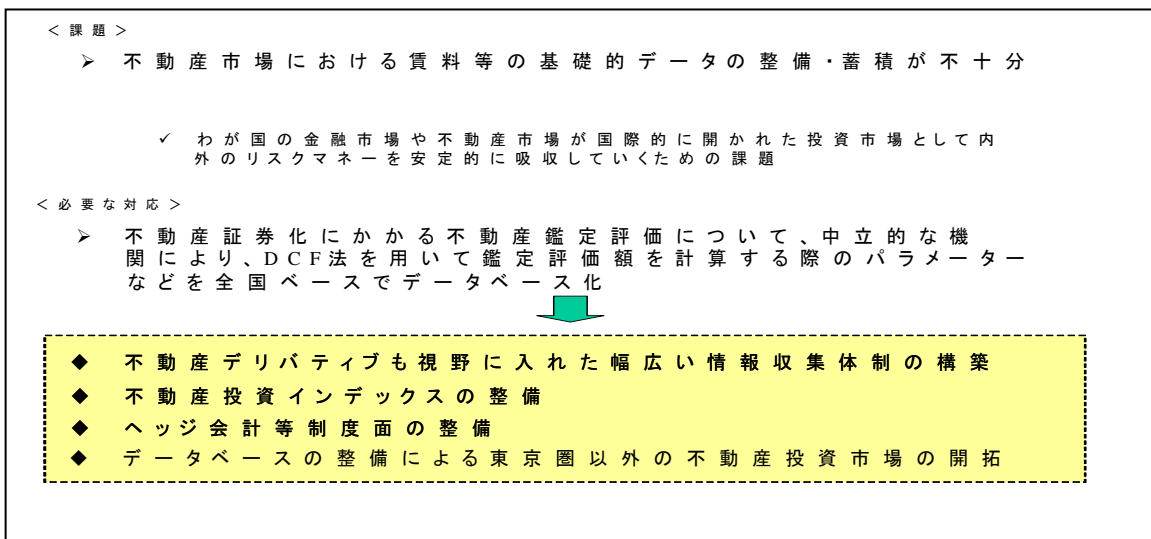 ＜課題＞
➢ 不動産市場における賃料等の基礎的データの整備・蓄積が不十分
✓ わが国の金融市場や不動産市場が国際的に開かれた投資市場として内
外のリスクマネーを安定的に吸収していくための課題
＜必要な対応＞
➢ 不動産証券化にかかる不動産鑑定評価について、中立的な機
関により、DCF法を用いて鑑定評価額を計算する際のパラメーター
などを全国ベースでデータベース化
◆ 不動産デリバティブも視野に入れた幅広い情報収集体制の構築
◆ 不動産投資インデックスの整備
◆ ヘッジ会計等制度面の整備
◆ データベースの整備による東京圏以外の不動産投資市場の開拓